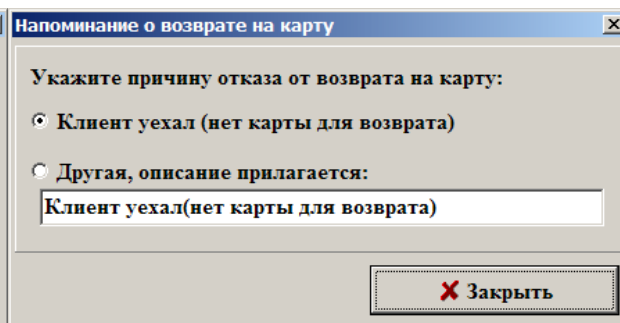 Напоминание о возврате на карту
Укажите причину отказа от возврата на карту:
Клиент уехал (нет карты для возврата)
Другая, описание прилагается:
Клиент уехал(нет карты для возврата)
Закрыть